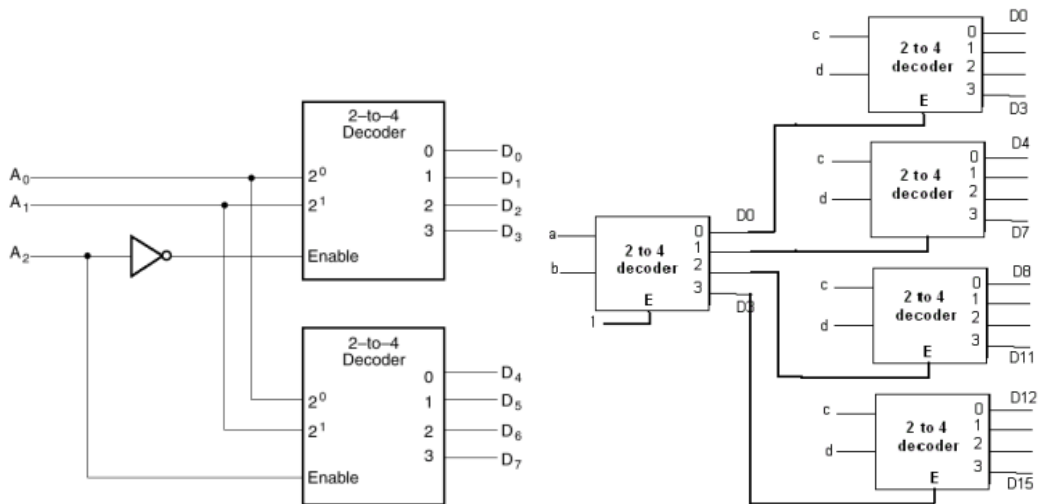 2–to–4
Decoder
A0
A1
A2
2^0
2^1
Enable
0
1
2
3
D0
D1
D2
D3
2–to–4
Decoder
2^0
2^1
Enable
0
1
2
3
D4
D5
D6
D7
a
b
2 to 4
decoder
E
1
0
1
2
3
D0
D3
c
d
2 to 4
decoder
E
0
1
2
3
D0
D3
c
d
2 to 4
decoder
0
1
2
3
D4
D7
c
d
2 to 4
decoder
E
0
1
2
3
D8
D11
c
d
2 to 4
decoder
E
0
1
2
3
D12
D15